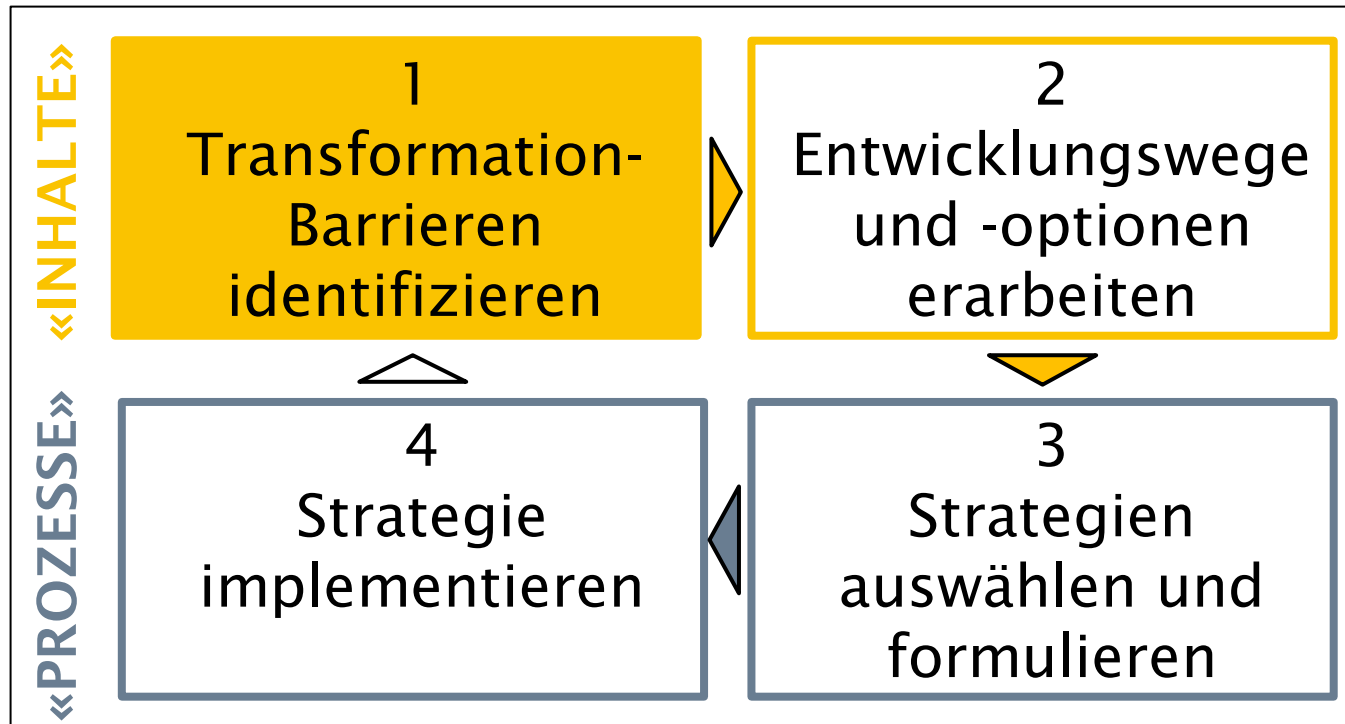 «INHALTE»
1
Transformation-
Barrieren
identifizieren
2
Entwicklungswege
und -optionen
erarbeiten
«PROZESSE»
4
Strategie
implementieren
3
Strategien
auswählen und
formulieren